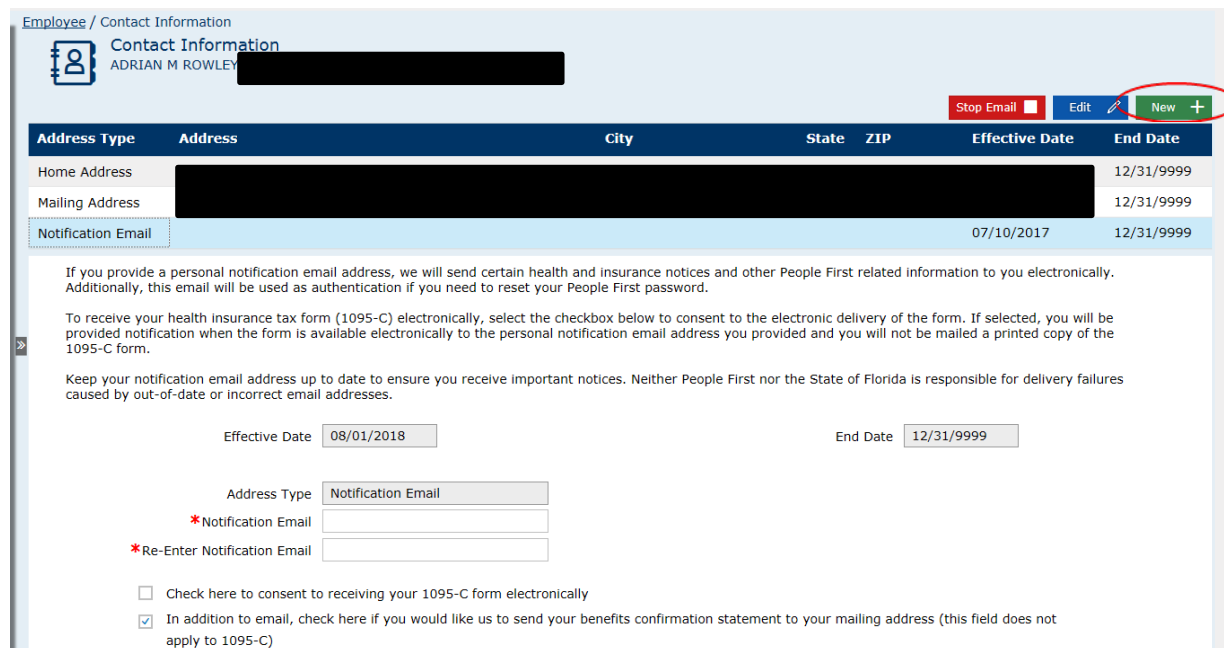 Employee / Contact Information
Contact Information
ADRIAN M ROWLEY
Stop Email Edit New
Address Type Address City State ZIP Effective Date End Date
Home Address 12/31/9999
Mailing Address 12/31/9999
Notification Email 07/10/2017 12/31/9999
If you provide a personal notification email address, we will send certain health and insurance notices and other People First related information to you electronically.
Additionally, this email will be used as authentication if you need to reset your People First password.
To receive your health insurance tax form (1095-C) electronically, select the checkbox below to consent to the electronic delivery of the form. If selected, you will be
provided notification when the form is available electronically to the personal notification email address you provided and you will not be mailed a printed copy of the
1095-C form.
Keep your notification email address up to date to ensure you receive important notices. Neither People First nor the State of Florida is responsible for delivery failures
caused by out-of-date or incorrect email addresses.
Effective Date 08/01/2018 End Date 12/31/9999
Address Type Notification Email
*Notification Email
*Re-Enter Notification Email
Check here to consent to receiving your 1095-C form electronically
In addition to email, check here if you would like us to send your benefits confirmation statement to your mailing address (this field does not
apply to 1095-C)